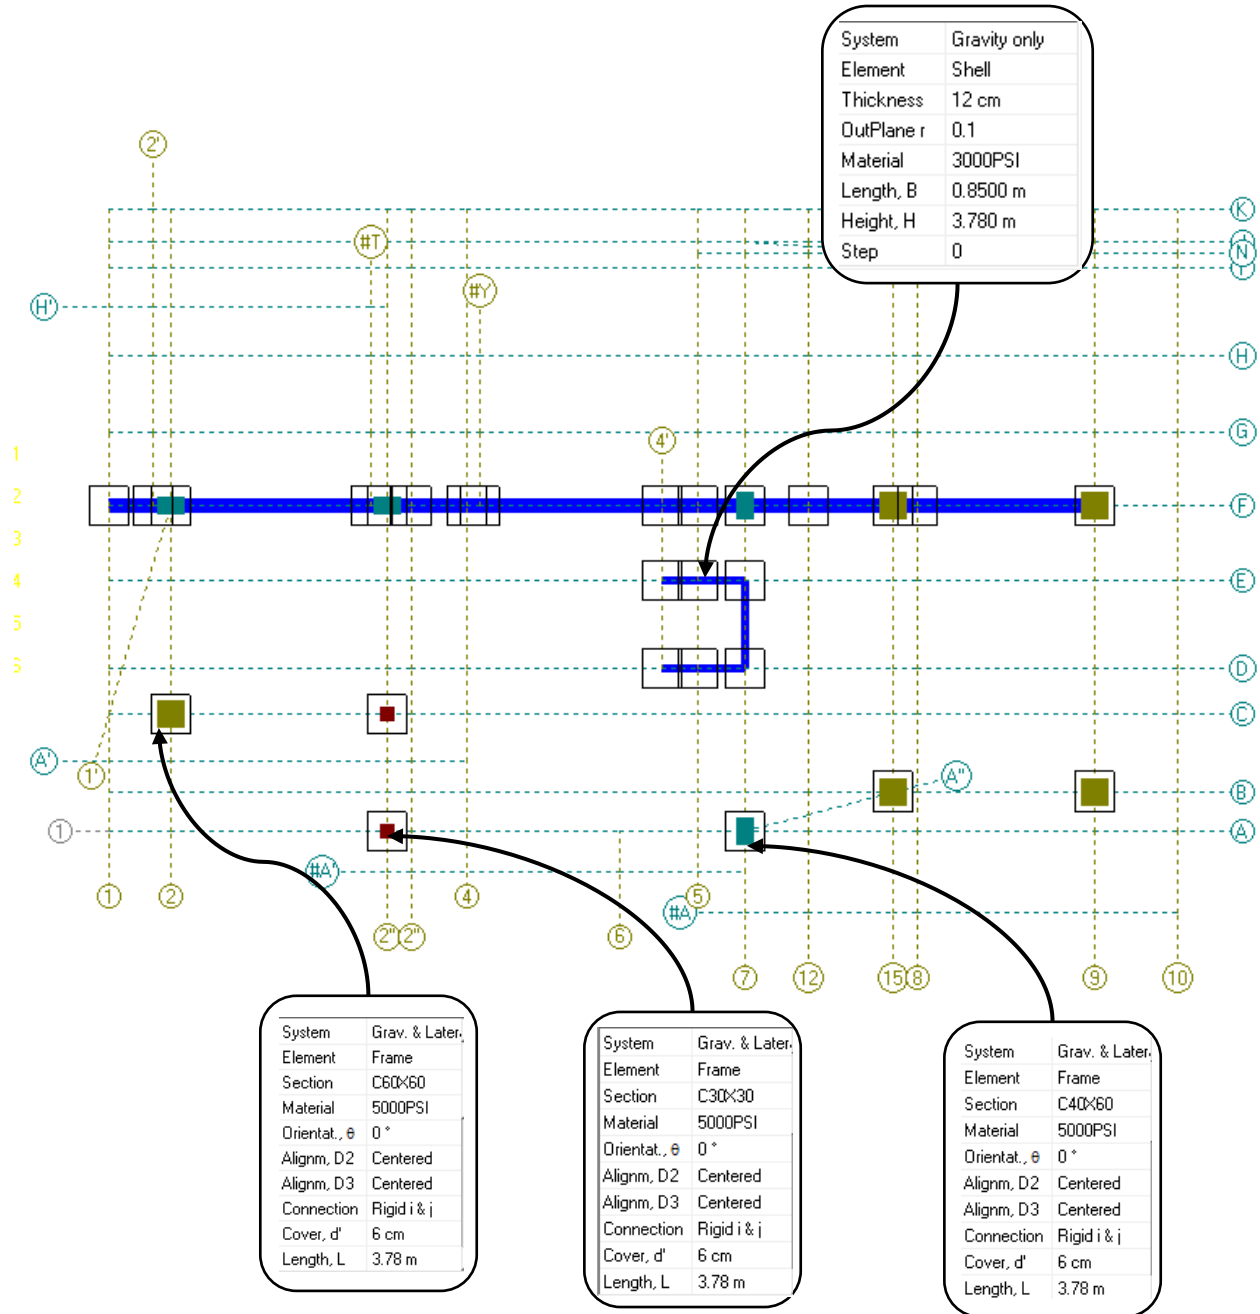 System Gravity only
Element Shell
Thickness 12 cm
OutPlane r 0.1
Material 3000PSI
Length, B 0.8500 m
Height, H 3.780 m
Step 0
2'
K
#T
N
#Y
H'
H
G
4'
1
2
F
3
4
E
5
D
C
A'
1'
A"
B
1
A
#A'
1
2
4
5
#A
2"
2"
6
7
12
15
8
9
10
System Grav. & Later.
Element Frame
Section C60X60
Material 5000PSI
Orientat., θ 0 °
Alignm, D2 Centered
Alignm, D3 Centered
Connection Rigid i & j
Cover, d' 6 cm
Length, L 3.78 m
System Grav. & Later.
Element Frame
Section C30X30
Material 5000PSI
Orientat., θ 0 °
Alignm, D2 Centered
Alignm, D3 Centered
Connection Rigid i & j
Cover, d' 6 cm
Length, L 3.78 m
System Grav. & Later.
Element Frame
Section C40X60
Material 5000PSI
Orientat., θ 0 °
Alignm, D2 Centered
Alignm, D3 Centered
Connection Rigid i & j
Cover, d' 6 cm
Length, L 3.78 m